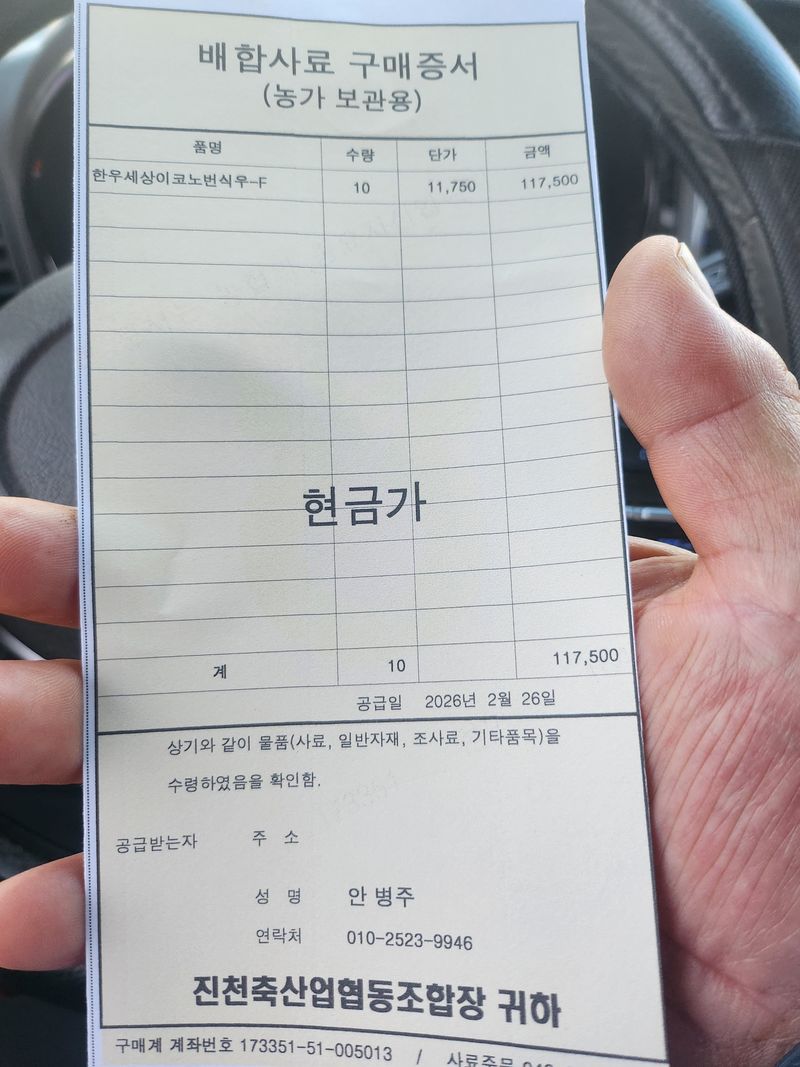 배합사료 구매증서
(농가 보관용)
품명 수량 단가 금액
한우세상이코노번식우-F 10 11,750 117,500
현금가
계 10 117,500
공급일 2026년 2월 26일
상기와 같이 물품(사료, 일반자재, 조사료, 기타품목)을
수령하였음을 확인함.
공급받는자 주 소
성 명 안 병주
연락처 010-2523-9946
진천축산업협동조합장 귀하
구매계 계좌번호 173351-51-005013 / 사료주문